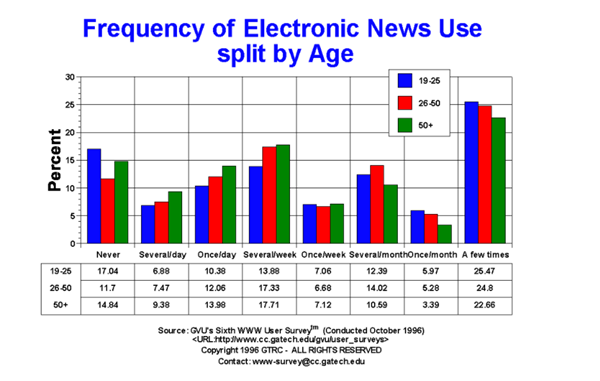 Frequency of Electronic News Use
split by Age
30
25
20
15
10
5
0
Percent
19-25
26-50
50+
Never Several/day Once/day Several/week Once/week Several/month Once/month A few times
19-25 17.04 6.88 10.38 13.88 7.06 12.39 5.97 25.47
26-50 11.7 7.47 12.06 17.33 6.68 14.02 5.28 24.8
50+ 14.84 9.38 13.98 17.71 7.12 10.59 3.39 22.66
Source: GVU's Sixth WWW User Survey™ (Conducted October 1996)
<URL:http://www.cc.gatech.edu/gvu/user_surveys>
Copyright 1996 GTRC - ALL RIGHTS RESERVED
Contact: www-survey@cc.gatech.edu